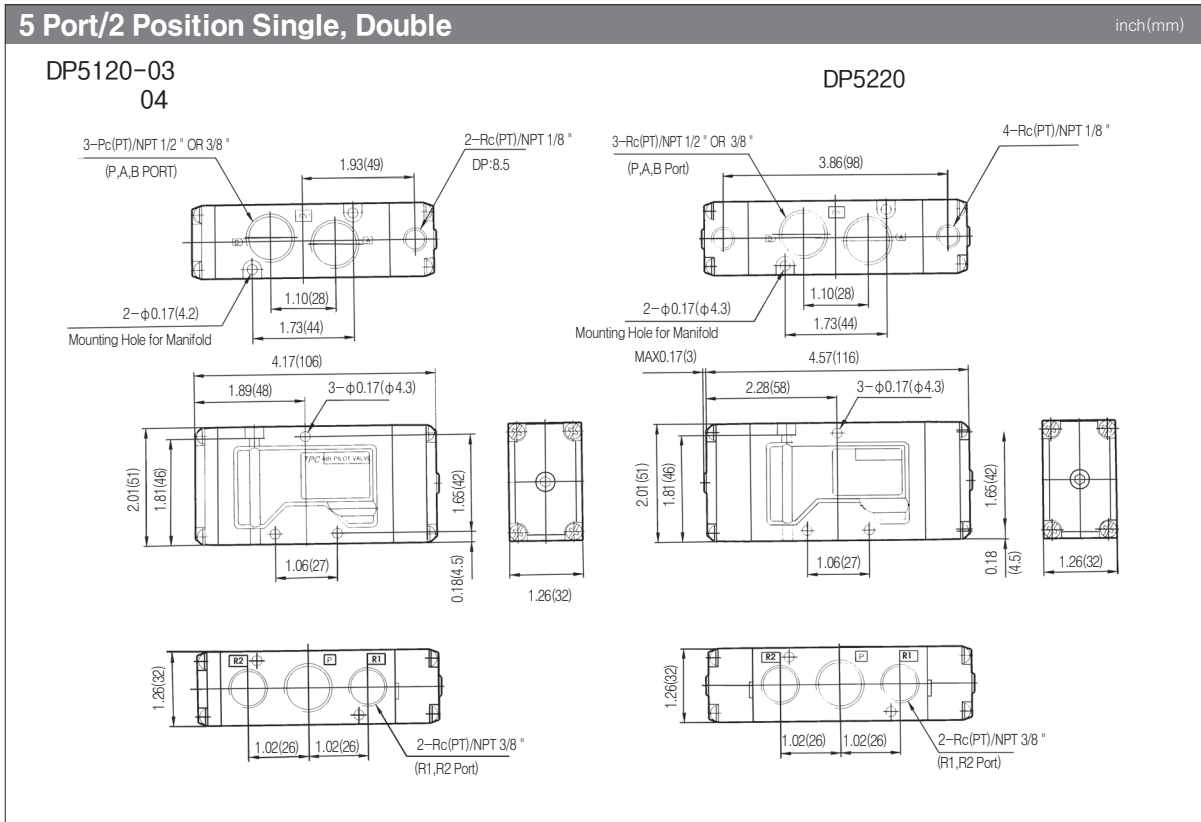 5 Port/2 Position Single, Double
inch(mm)
DP5120-03
04
3-Pc(PT)/NPT 1/2 " OR 3/8 "
(P,A,B PORT)
1.93(49)
2-Rc(PT)/NPT 1/8 "
DP:8.5
B
A
1.10(28)
2-φ0.17(4.2)
Mounting Hole for Manifold
1.73(44)
4.17(106)
1.89(48)
3-φ0.17(φ4.3)
TPC AIR PILOT VALVE
2.01(51)
1.81(46)
1.65(42)
1.06(27)
0.18(4.5)
1.26(32)
R2
P
R1
1.26(32)
1.02(26)
1.02(26)
2-Rc(PT)/NPT 3/8 "
(R1,R2 Port)
DP5220
3-Rc(PT)/NPT 1/2 " OR 3/8 "
(P,A,B Port)
3.86(98)
4-Rc(PT)/NPT 1/8 "
B
A
1.10(28)
2-φ0.17(φ4.3)
Mounting Hole for Manifold
1.73(44)
MAX0.17(3)
4.57(116)
2.28(58)
3-φ0.17(φ4.3)
2.01(51)
1.81(46)
1.65(42)
1.06(27)
0.18
(4.5)
1.26(32)
R2
P
R1
1.26(32)
1.02(26)
1.02(26)
2-Rc(PT)/NPT 3/8 "
(R1,R2 Port)